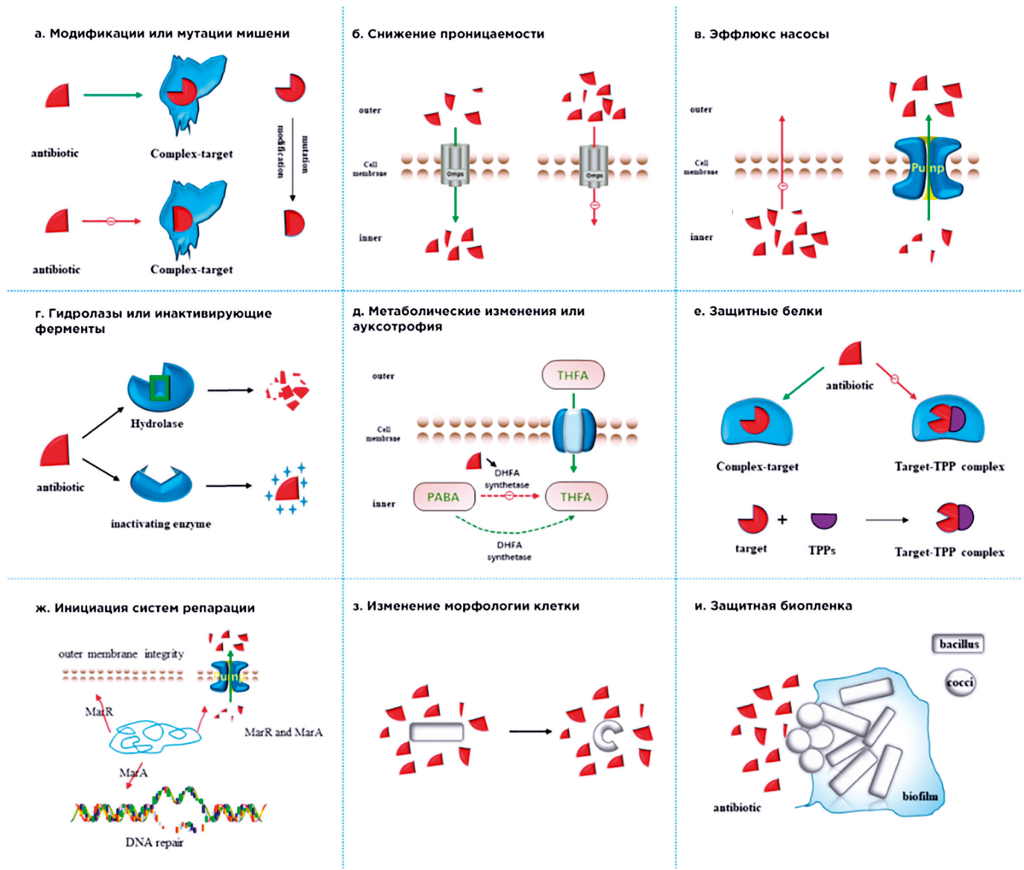 а. Модификации или мутации мишени
antibiotic
Complex-target
modification
mutation
antibiotic
Complex-target
б. Снижение проницаемости
outer
Cell
membrane
Omps
Omps
inner
в. Эффлюкс насосы
outer
Cell
membrane
Pump
inner
г. Гидролазы или инактивирующие
ферменты
Hydrolase
antibiotic
inactivating enzyme
д. Метаболические изменения или
ауксотрофия
outer
THFA
Cell
membrane
DHFA
synthetase
inner
PABA
THFA
DHFA
synthetase
е. Защитные белки
antibiotic
Complex-target
Target-TPP complex
+
target
TPPs
Target-TPP complex
ж. Инициация систем репарации
outer membrane integrity
Pump
MarR
MarR and MarA
MarA
DNA repair
з. Изменение морфологии клетки
и. Защитная биопленка
bacillus
cocci
antibiotic
biofilm